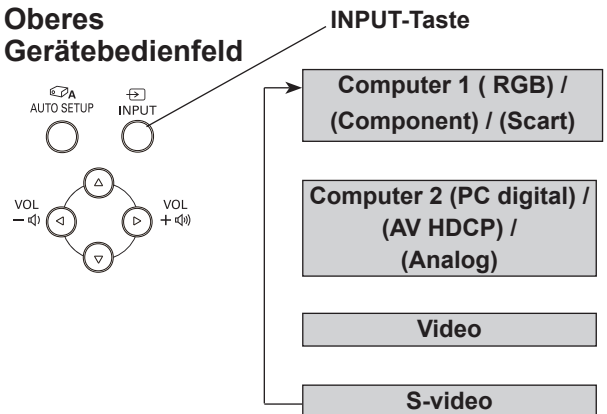 Oberes
Gerätebedienfeld
INPUT-Taste
A
AUTO SETUP
INPUT
VOL
–
VOL
+
Computer 1 ( RGB) /
(Component) / (Scart)
Computer 2 (PC digital) /
(AV HDCP) /
(Analog)
Video
S-video